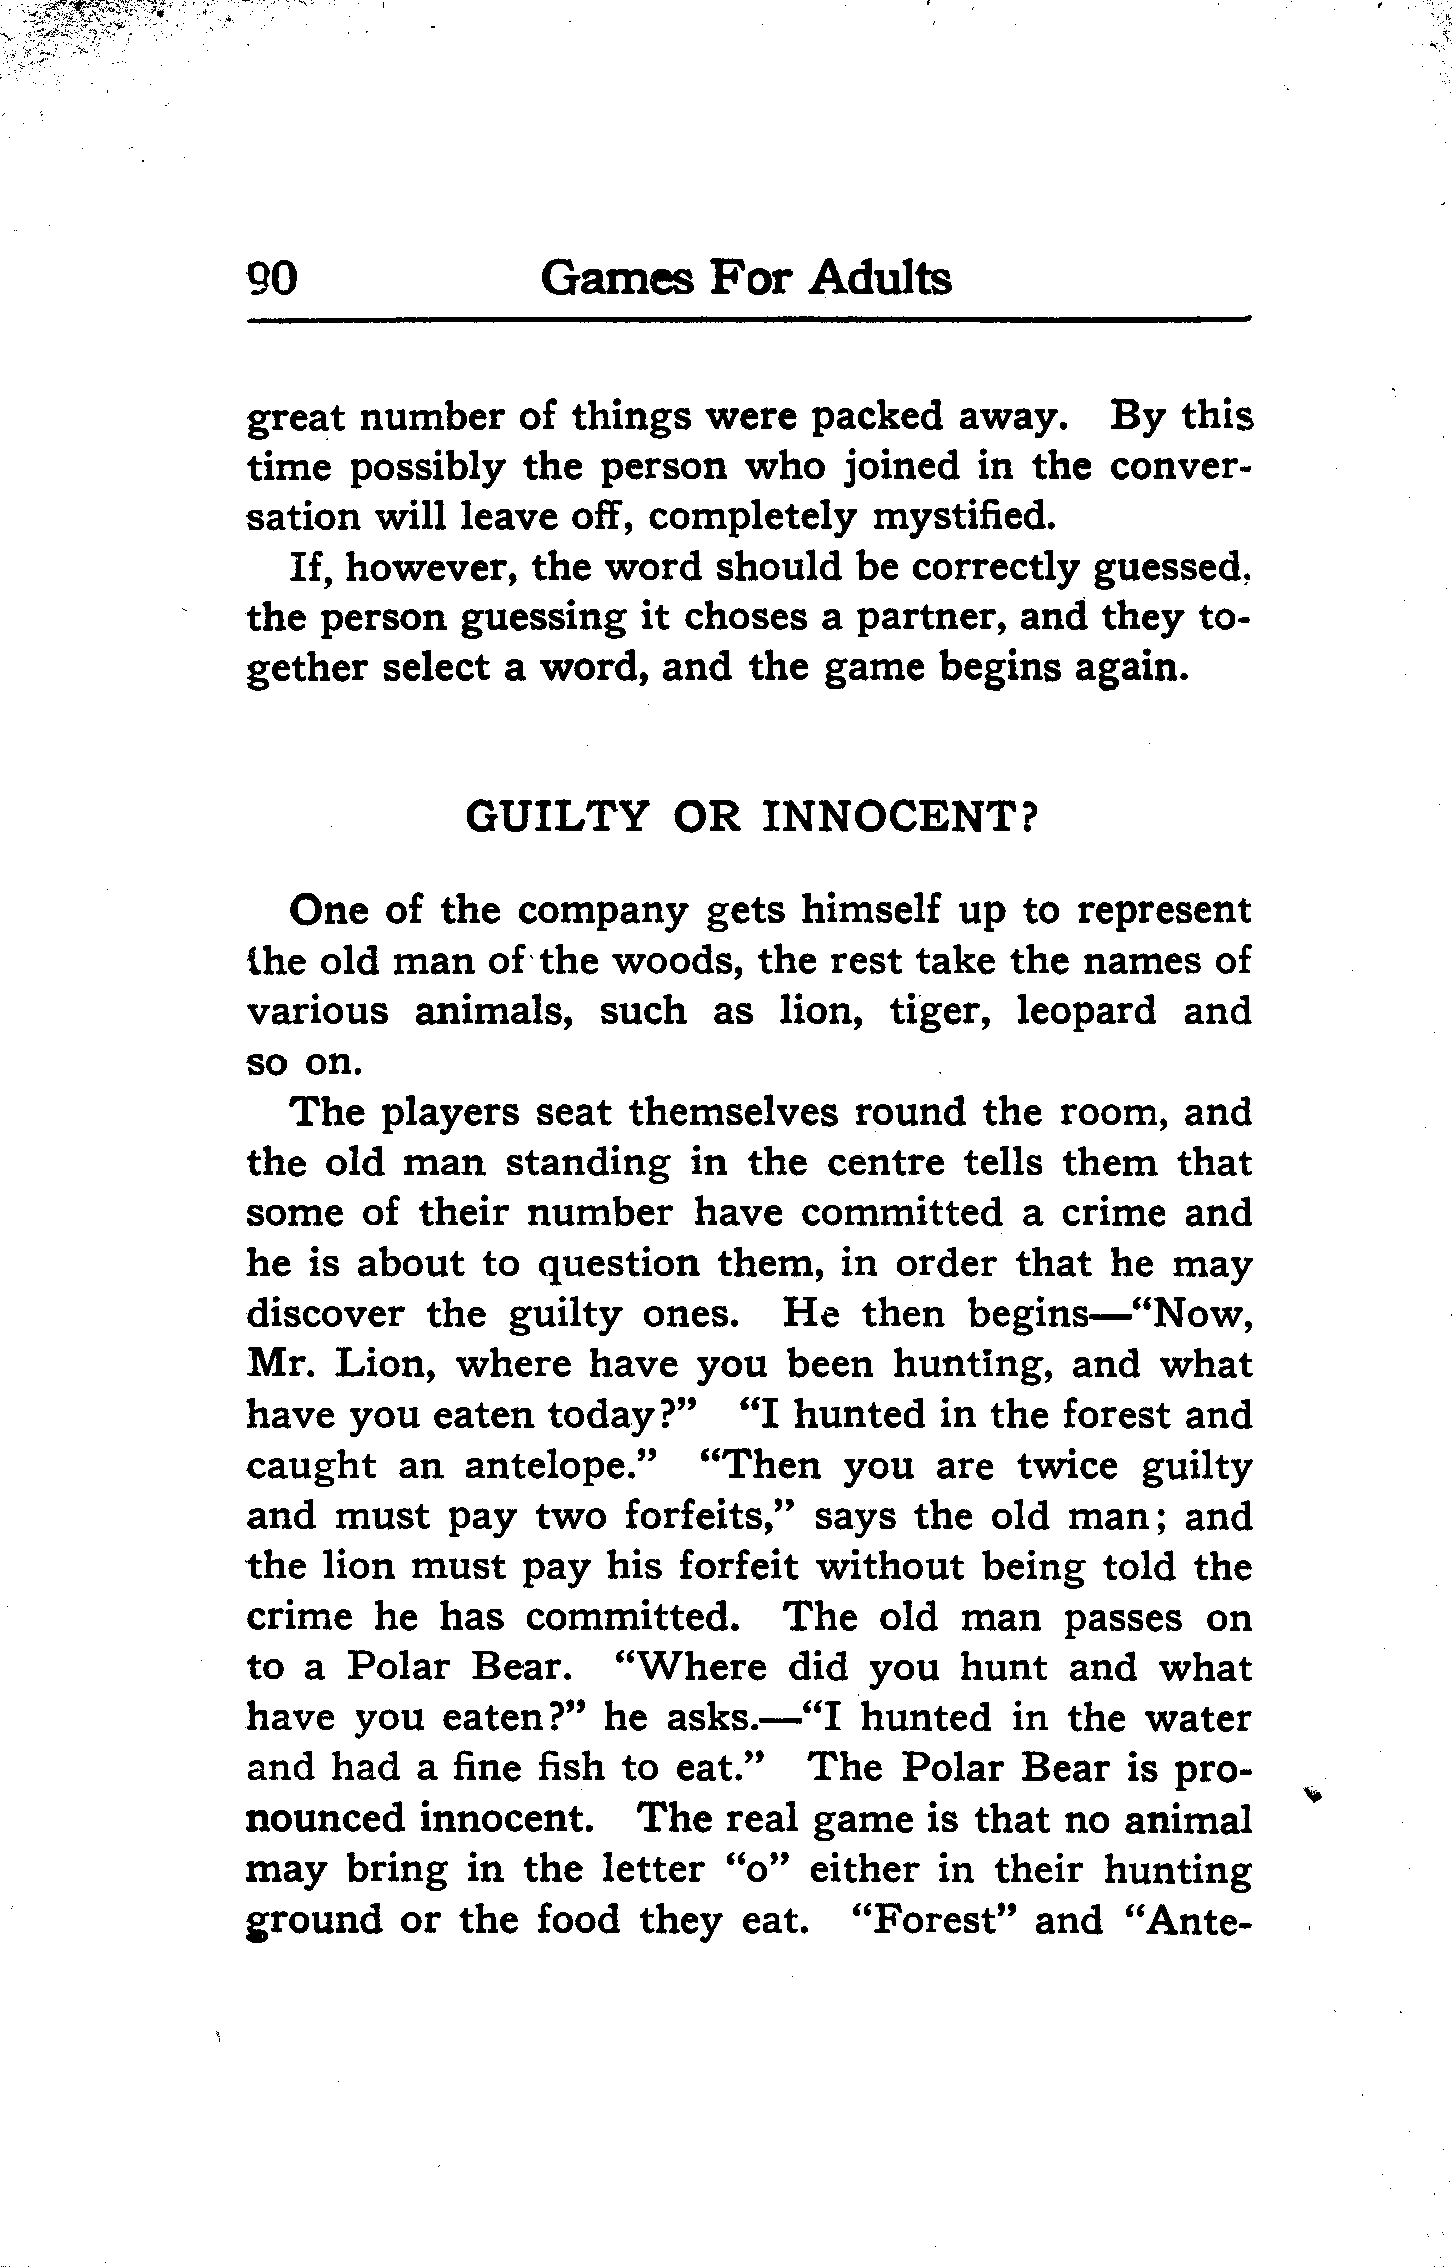 90 Games For Adults
great number of things were packed away. By this
time possibly the person who joined in the conver-
sation will leave off, completely mystified.
If, however, the word should be correctly guessed,
the person guessing it choses a partner, and they to-
gether select a word, and the game begins again.
GUILTY OR INNOCENT?
One of the company gets himself up to represent
the old man of the woods, the rest take the names of
various animals, such as lion, tiger, leopard and
so on.
The players seat themselves round the room, and
the old man standing in the centre tells them that
some of their number have committed a crime and
he is about to question them, in order that he may
discover the guilty ones. He then begins—“Now,
Mr. Lion, where have you been hunting, and what
have you eaten today?” “I hunted in the forest and
caught an antelope.” “Then you are twice guilty
and must pay two forfeits,” says the old man; and
the lion must pay his forfeit without being told the
crime he has committed. The old man passes on
to a Polar Bear. “Where did you hunt and what
have you eaten?” he asks.—“I hunted in the water
and had a fine fish to eat.” The Polar Bear is pro-
nounced innocent. The real game is that no animal
may bring in the letter “o” either in their hunting
ground or the food they eat. “Forest” and “Ante-